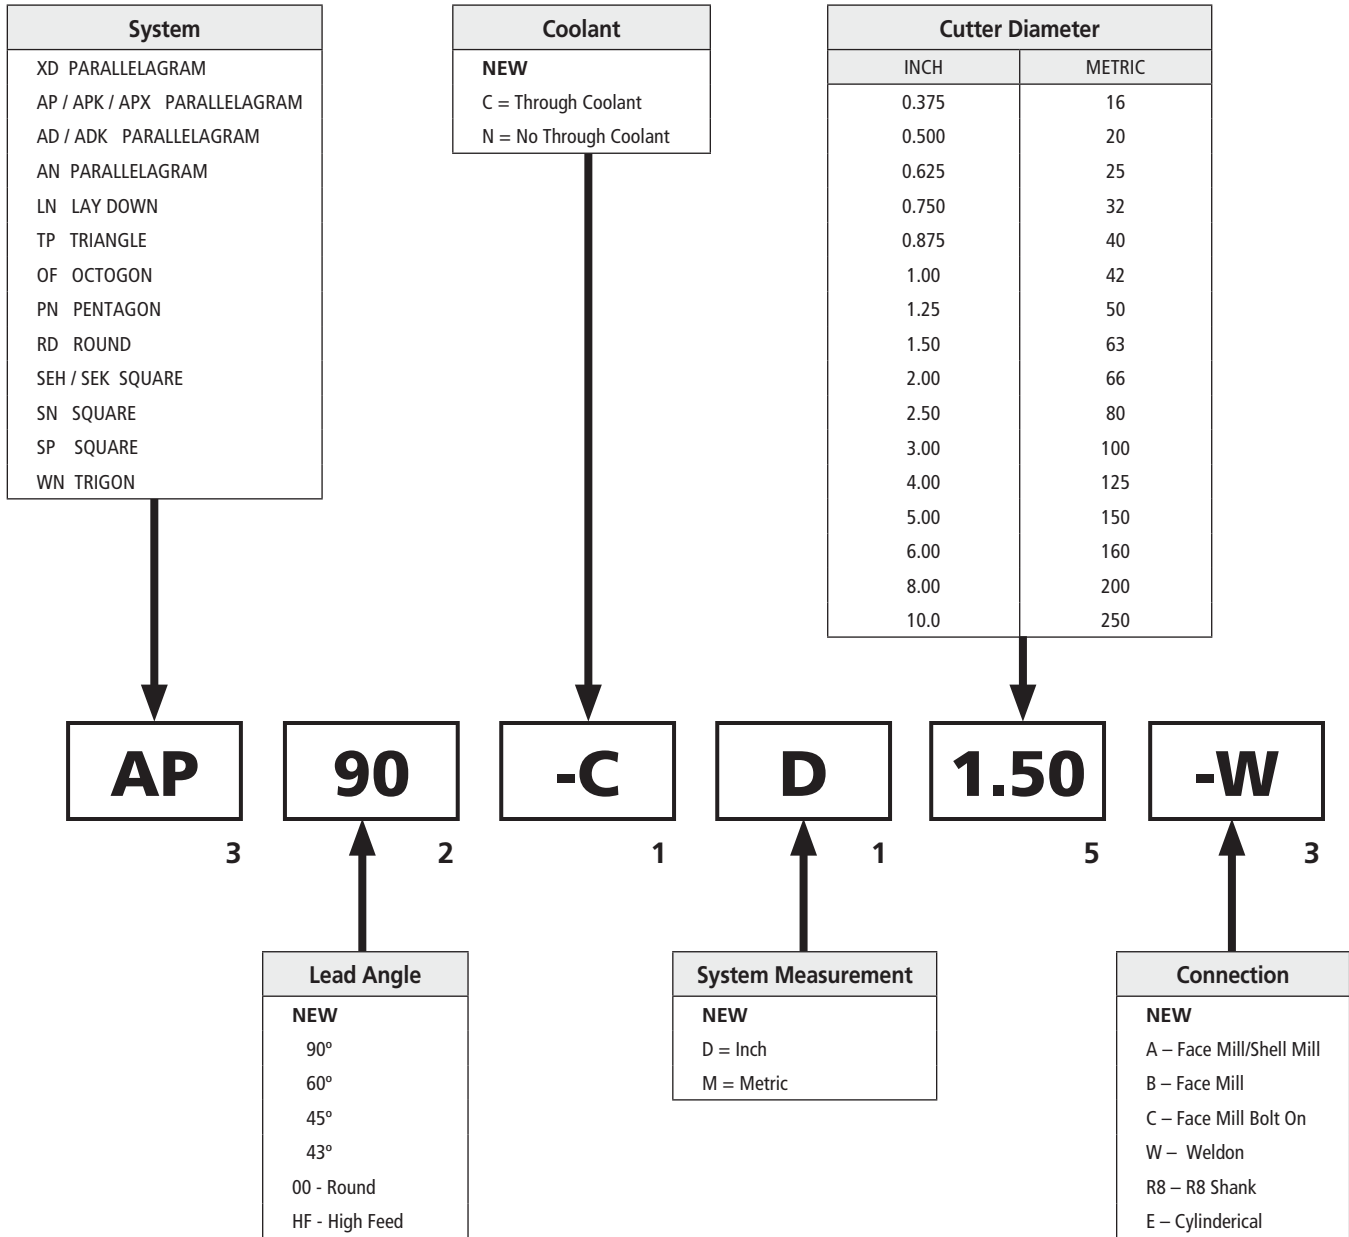 System
XD PARALLELAGRAM
AP / APK / APX PARALLELAGRAM
AD / ADK PARALLELAGRAM
AN PARALLELAGRAM
LN LAY DOWN
TP TRIANGLE
OF OCTOGON
PN PENTAGON
RD ROUND
SEH / SEK SQUARE
SN SQUARE
SP SQUARE
WN TRIGON
Coolant
NEW
C = Through Coolant
N = No Through Coolant
Cutter Diameter
INCH METRIC
0.375 16
0.500 20
0.625 25
0.750 32
0.875 40
1.00 42
1.25 50
1.50 63
2.00 66
2.50 80
3.00 100
4.00 125
5.00 150
6.00 160
8.00 200
10.0 250
AP 90 -C D 1.50 -W
3 2 1 1 5 3
Lead Angle
NEW
90º
60º
45º
43º
00 - Round
HF - High Feed
System Measurement
NEW
D = Inch
M = Metric
Connection
NEW
A – Face Mill/Shell Mill
B – Face Mill
C – Face Mill Bolt On
W – Weldon
R8 – R8 Shank
E – Cylinderical